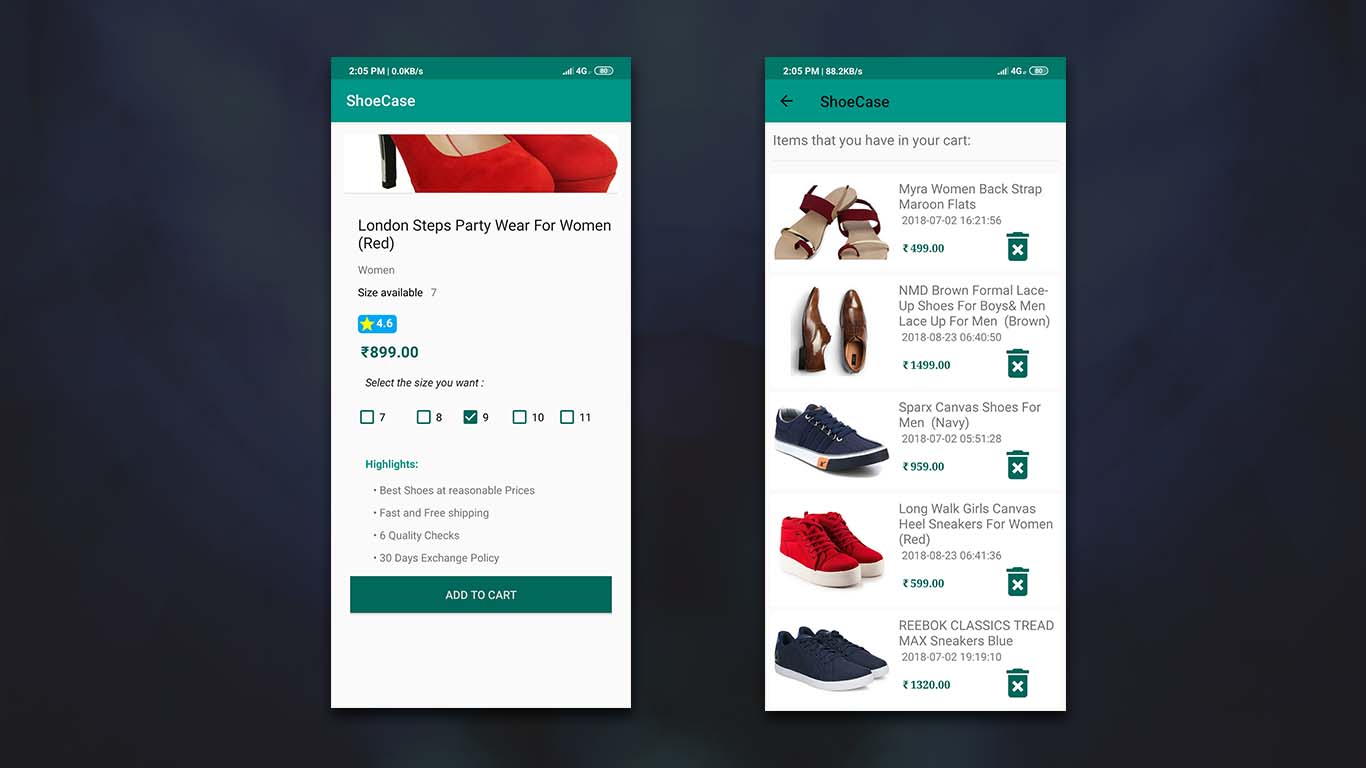 2:05 PM | 0.0KB/s
4G
80
ShoeCase
London Steps Party Wear For Women
(Red)
Women
Size available 7
4.6
₹899.00
Select the size you want :
7 8 9 10 11
Highlights:
• Best Shoes at reasonable Prices
• Fast and Free shipping
• 6 Quality Checks
• 30 Days Exchange Policy
ADD TO CART
2:05 PM | 88.2KB/s
4G
80
ShoeCase
Items that you have in your cart:
Myra Women Back Strap
Maroon Flats
2018-07-02 16:21:56
₹ 499.00
NMD Brown Formal Lace-
Up Shoes For Boys& Men
Lace Up For Men (Brown)
2018-08-23 06:40:50
₹ 1499.00
Sparx Canvas Shoes For
Men (Navy)
2018-07-02 05:51:28
₹ 959.00
Long Walk Girls Canvas
Heel Sneakers For Women
(Red)
2018-08-23 06:41:36
₹ 599.00
REEBOK CLASSICS TREAD
MAX Sneakers Blue
2018-07-02 19:19:10
₹ 1320.00